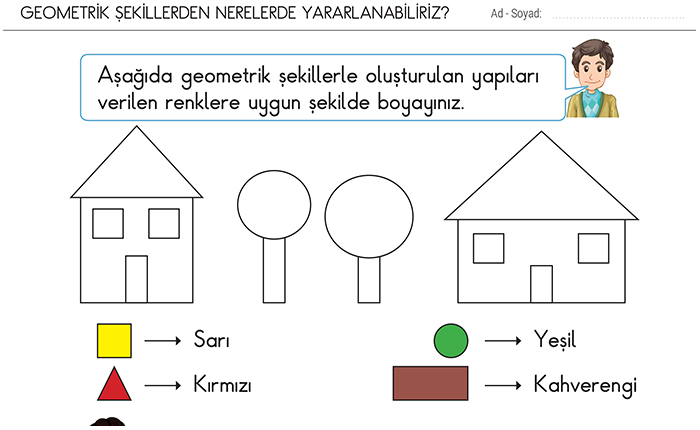 GEOMETRİK ŞEKİLLERDEN NERELERDE YARARLANABİLİRİZ?
Ad - Soyad:
Aşağıda geometrik şekillerle oluşturulan yapıları
verilen renklere uygun şekilde boyayınız.
Sarı
Yeşil
Kırmızı
Kahverengi